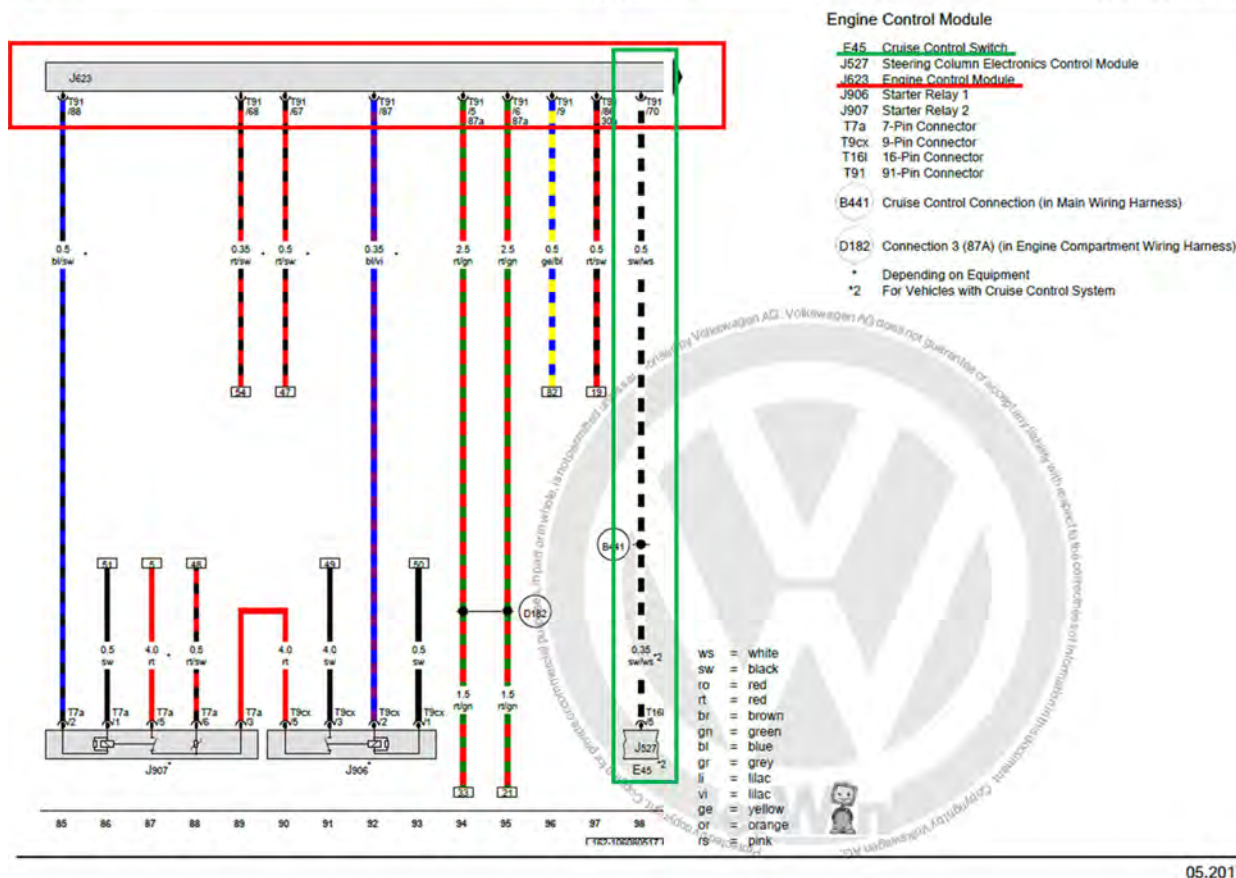 Engine Control Module
E45 Cruise Control Switch
J527 Steering Column Electronics Control Module
J623 Engine Control Module
J906 Starter Relay 1
J907 Starter Relay 2
T7a 7-Pin Connector
T9cx 9-Pin Connector
T16l 16-Pin Connector
T91 91-Pin Connector
B441 Cruise Control Connection (in Main Wiring Harness)
D182 Connection 3 (87A) (in Engine Compartment Wiring Harness)
* Depending on Equipment
*2 For Vehicles with Cruise Control System
J623
T91 T91 T91 T91 T91 T91 T91 T91
/88 /68 /67 /87 /5 /6 /9 /70
87a 87a
0.5 0.35 0.5 0.35 2.5 2.5 0.5 0.5 0.5
bl/sw * rt/sw * rt/sw * bl/vi * rt/gn rt/gn ge/bl rt/sw sw/ws
54 47 82 19
B441
51 5 48 49 50
D182
0.5 4.0 0.5 4.0 4.0 0.5 0.35
sw rt * rt/sw rt sw sw sw/ws *2
1.5 1.5
rt/gn rt/gn
T7a T7a T7a T7a T7a T9cx T9cx T9cx T9cx T16l
/2 /1 /5 /6 /3 /5 /3 /2 /1 /5
J527
J907* J906* E45 *2
33 21
85 86 87 88 89 90 91 92 93 94 95 96 97 98
162-106080517
ws = white
sw = black
ro = red
rt = red
br = brown
gn = green
bl = blue
gr = grey
li = lilac
vi = lilac
ge = yellow
or = orange
rs = pink
05.201